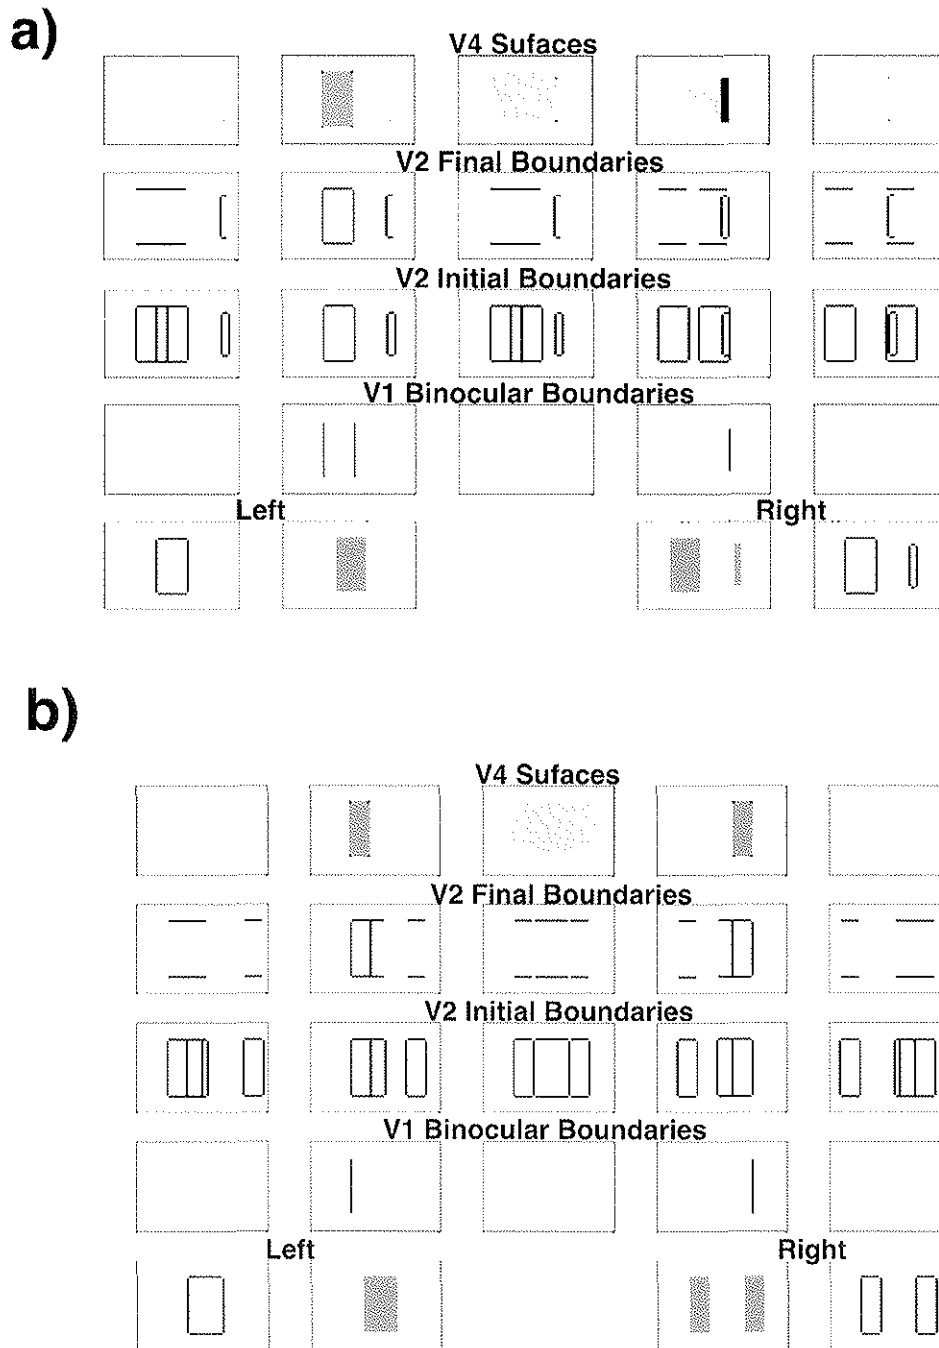 a)
V4 Sufaces
V2 Final Boundaries
V2 Initial Boundaries
V1 Binocular Boundaries
Left Right
b)
V4 Sufaces
V2 Final Boundaries
V2 Initial Boundaries
V1 Binocular Boundaries
Left Right